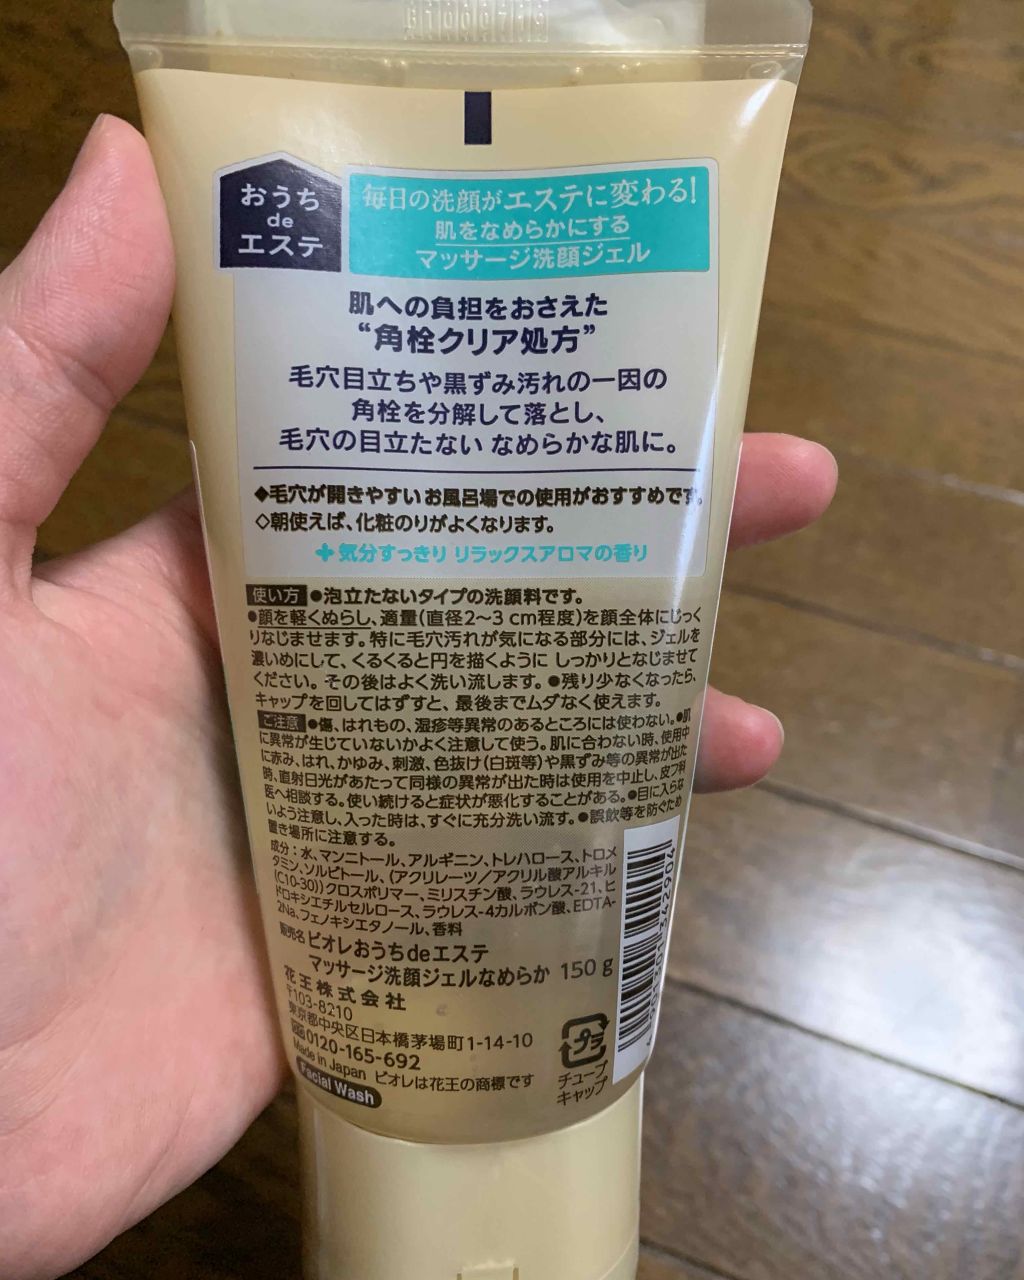 おうち
de
エステ
毎日の洗顔がエステに変わる!
肌をなめらかにする
マッサージ洗顔ジェル
肌への負担をおさえた
“角栓クリア処方”
毛穴目立ちや黒ずみ汚れの一因の
角栓を分解して落とし、
毛穴の目立たない なめらかな肌に。
◆毛穴が開きやすいお風呂場での使用がおすすめです。
◇朝使えば、化粧のりがよくなります。
+ 気分すっきり リラックスアロマの香り
使い方 ●泡立たないタイプの洗顔料です。
●顔を軽くぬらし、適量(直径2〜3 cm程度)を顔全体にじっく
りなじませます。特に毛穴汚れが気になる部分には、ジェルを
濃いめにして、くるくると円を描くように しっかりとなじませて
ください。その後はよく洗い流します。●残り少なくなったら、
キャップを回してはずすと、最後までムダなく使えます。
ご注意 ●傷、はれもの、湿疹等異常のあるところには使わない。●肌
に異常が生じていないかよく注意して使う。肌に合わない時、使用中
に赤み、はれ、かゆみ、刺激、色抜け(白斑等)や黒ずみ等の異常が出た
時、直射日光があたって同様の異常が出た時は使用を中止し、皮フ科
医へ相談する。使い続けると症状が悪化することがある。●目に入らな
いよう注意し、入った時は、すぐに充分洗い流す。●誤飲等を防ぐため
置き場所に注意する。
成分:水、マンニトール、アルギニン、トレハロース、トロメ
タミン、ソルビトール、(アクリレーツ/アクリル酸アルキル
(C10-30))クロスポリマー、ミリスチン酸、ラウレス-21、ヒ
ドロキシエチルセルロース、ラウレス-4カルボン酸、EDTA-
2Na、フェノキシエタノール、香料
販売名 ビオレおうちdeエステ
マッサージ洗顔ジェルなめらか 150 g
花王株式会社
〒103-8210
東京都中央区日本橋茅場町1-14-10
0120-165-692
Made in Japan ビオレは花王の商標です
Facial Wash
プラ
チューブ
キャップ